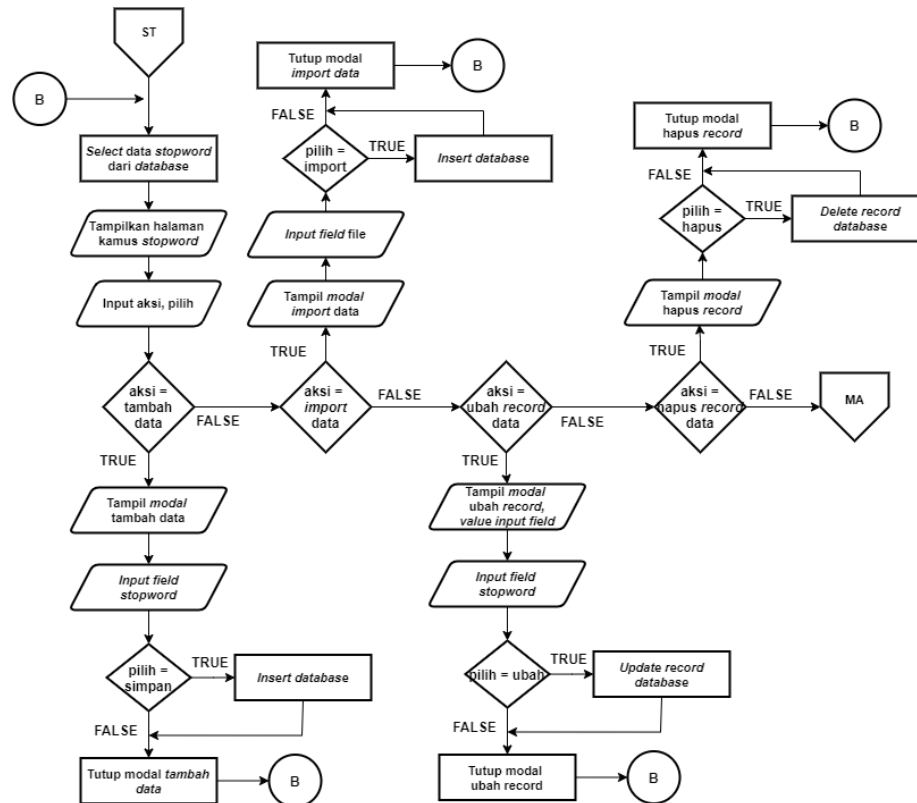 ST
B
Select data stopword
dari database
Tampilkan halaman
kamus stopword
Input aksi, pilih
aksi =
tambah
data
FALSE
TRUE
Tampil modal
tambah data
Input field
stopword
pilih =
simpan
TRUE
Insert database
FALSE
Tutup modal tambah
data
B
aksi =
import
data
TRUE
FALSE
Tampil modal
import data
Input field file
pilih =
import
TRUE
Insert database
FALSE
Tutup modal
import data
B
aksi =
ubah record
data
FALSE
TRUE
Tampil modal
ubah record,
value input field
Input field
stopword
pilih = ubah
TRUE
Update record
database
FALSE
Tutup modal
ubah record
B
aksi =
hapus record
data
TRUE
FALSE
MA
Tampil modal
hapus record
pilih =
hapus
TRUE
Delete record
database
FALSE
Tutup modal
hapus record
B